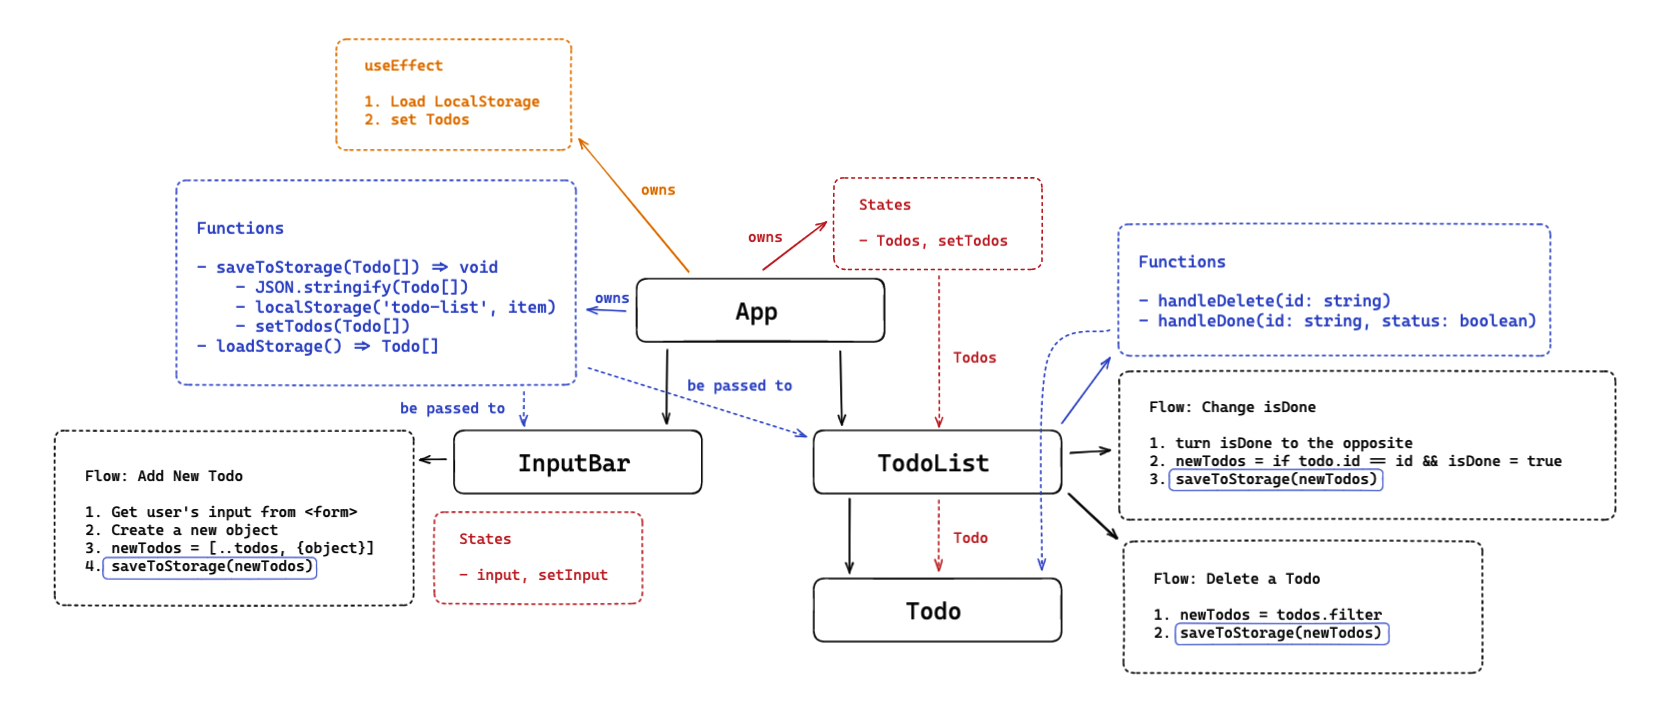 useEffect
1. Load LocalStorage
2. set Todos
owns
Functions
- saveToStorage(Todo[]) => void
- JSON.stringify(Todo[])
- localStorage('todo-list', item)
- setTodos(Todo[])
- loadStorage() => Todo[]
owns
owns
States
- Todos, setTodos
App
Functions
- handleDelete(id: string)
- handleDone(id: string, status: boolean)
Todos
be passed to
be passed to
InputBar
TodoList
Flow: Change isDone
1. turn isDone to the opposite
2. newTodos = if todo.id == id && isDone = true
3. saveToStorage(newTodos)
Flow: Add New Todo
1. Get user's input from <form>
2. Create a new object
3. newTodos = [..todos, {object}]
4. saveToStorage(newTodos)
States
- input, setInput
Todo
Todo
Flow: Delete a Todo
1. newTodos = todos.filter
2. saveToStorage(newTodos)